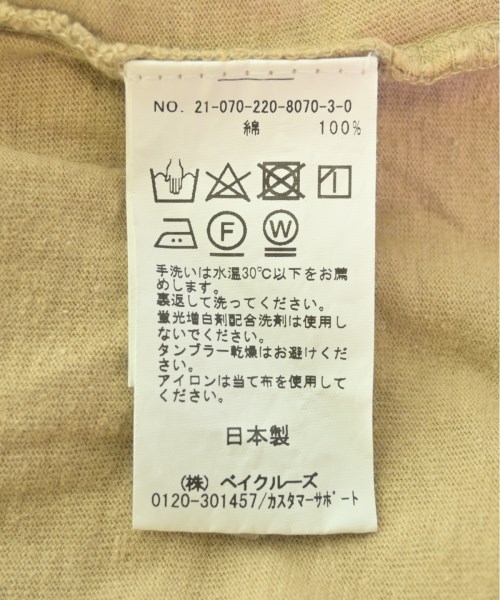 NO. 21-070-220-8070-3-0
綿 100%
F W
手洗いは水温30℃以下をお薦
めします。
裏返して洗ってください。
蛍光増白剤配合洗剤は使用し
ないでください。
タンブラー乾燥はお避けくだ
さい。
アイロンは当て布を使用して
ください。
日本製
(株) ベイクルーズ
0120-301457/ｶｽﾀﾏｰｻﾎﾟｰﾄ